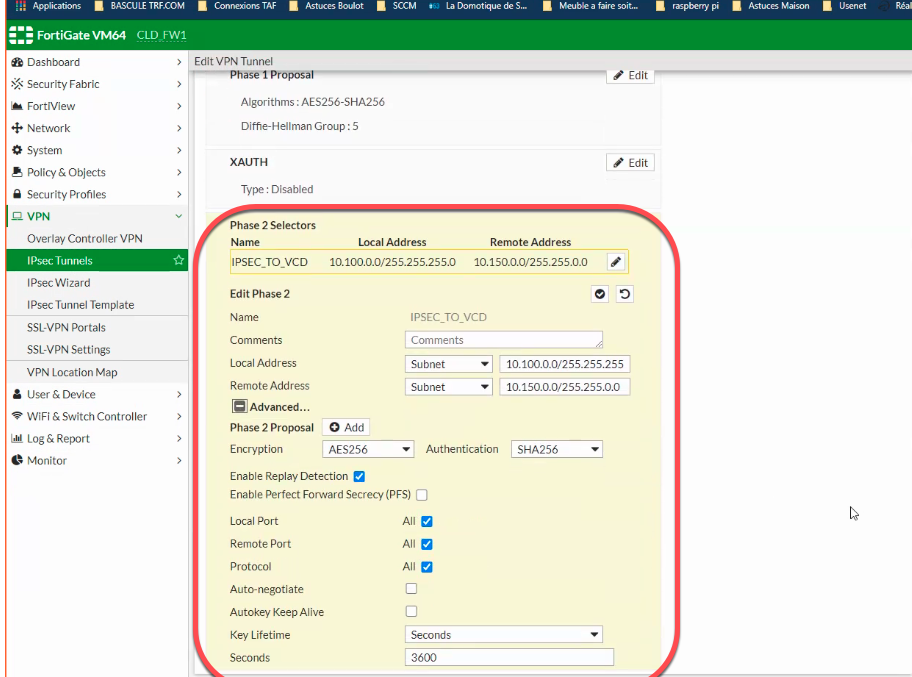 Applications BASCULE TRF.COM Connexions TAF Astuces Boulot SCCM La Domotique de S... Meuble a faire soit... raspberry pi Astuces Maison Usenet Réal
FortiGate VM64 CLD_FW1
Dashboard
Security Fabric
FortiView
Network
System
Policy & Objects
Security Profiles
VPN
Overlay Controller VPN
IPsec Tunnels
IPsec Wizard
IPsec Tunnel Template
SSL-VPN Portals
SSL-VPN Settings
VPN Location Map
User & Device
WiFi & Switch Controller
Log & Report
Monitor
Edit VPN Tunnel
Phase 1 Proposal Edit
Algorithms : AES256-SHA256
Diffie-Hellman Group : 5
XAUTH Edit
Type : Disabled
Phase 2 Selectors
Name Local Address Remote Address
IPSEC_TO_VCD 10.100.0.0/255.255.255.0 10.150.0.0/255.255.0.0
Edit Phase 2
Name IPSEC_TO_VCD
Comments Comments
Local Address Subnet 10.100.0.0/255.255.255
Remote Address Subnet 10.150.0.0/255.255.0.0
Advanced...
Phase 2 Proposal Add
Encryption AES256 Authentication SHA256
Enable Replay Detection
Enable Perfect Forward Secrecy (PFS)
Local Port All
Remote Port All
Protocol All
Auto-negotiate
Autokey Keep Alive
Key Lifetime Seconds
Seconds 3600